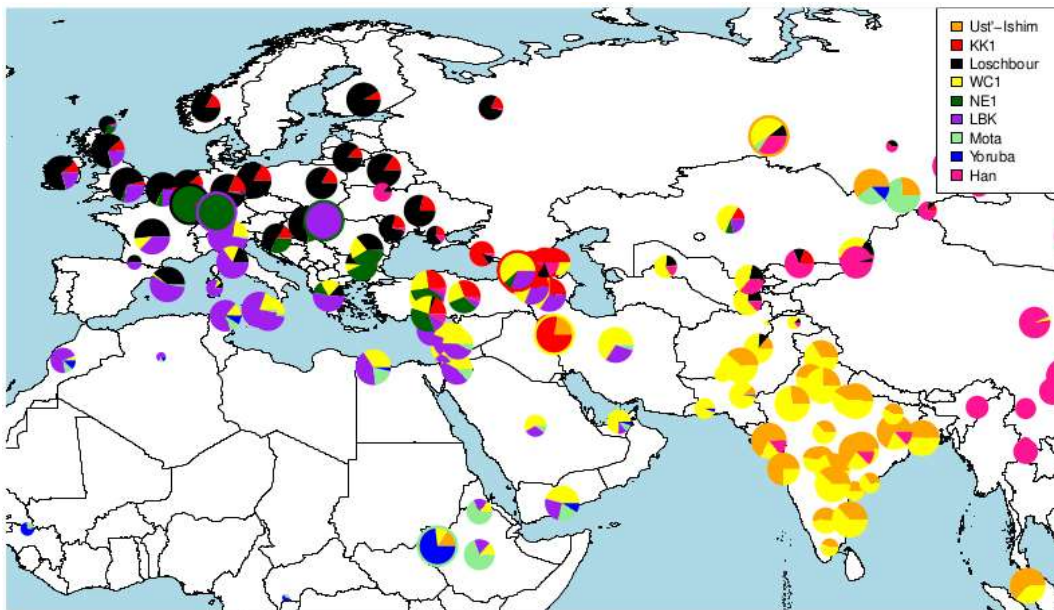 Ust'-Ishim
KK1
Loschbour
WC1
NE1
LBK
Mota
Yoruba
Han